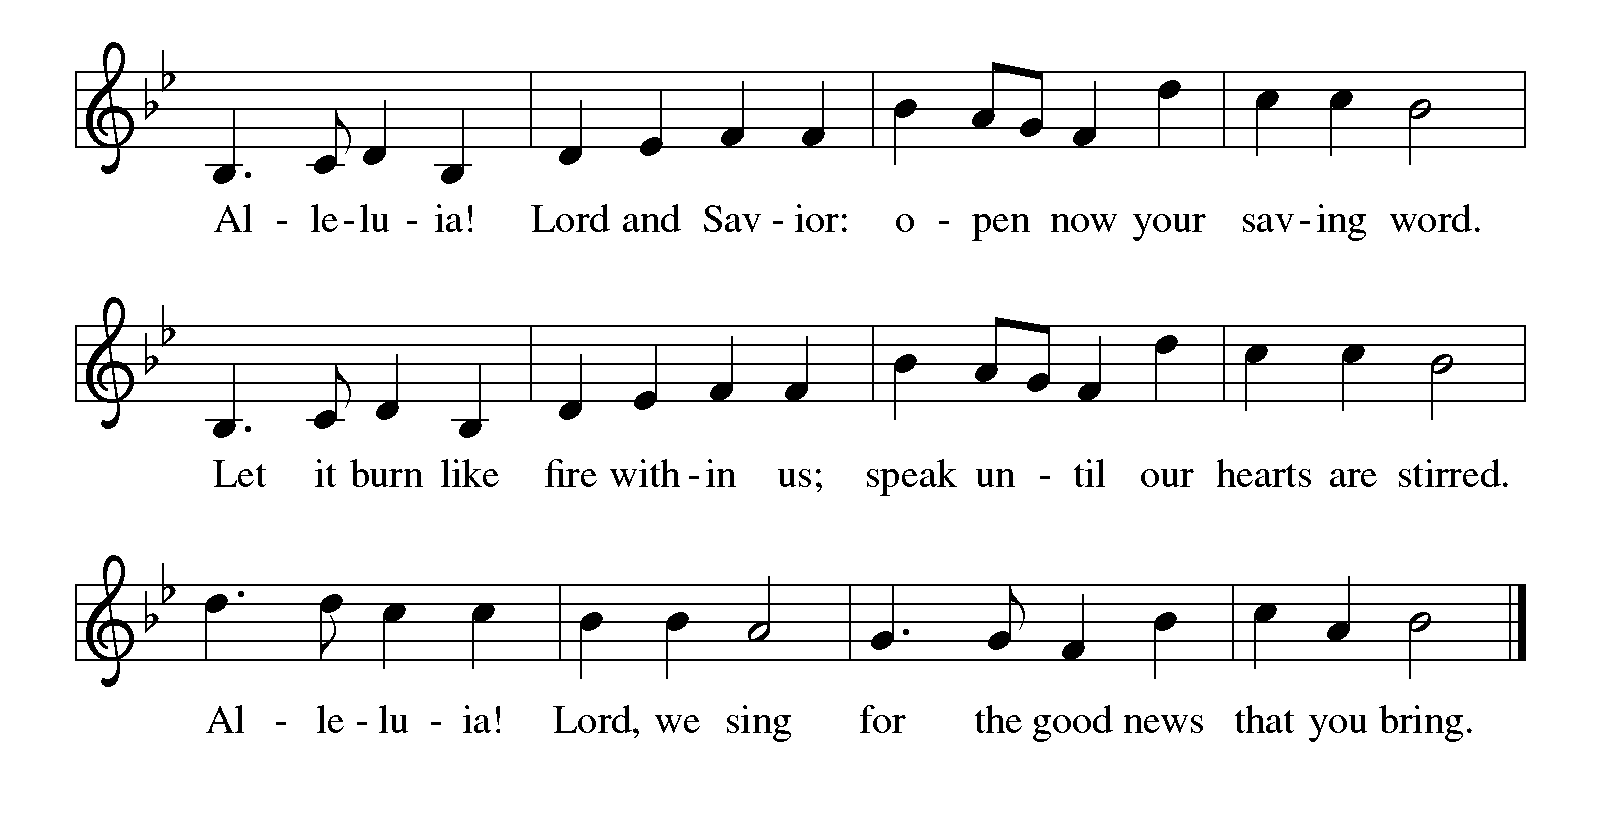 Al - le-lu - ia! Lord and Sav - ior: o - pen now your sav-ing word.
Let it burn like fire with-in us; speak un - til our hearts are stirred.
Al - le-lu - ia! Lord, we sing for the good news that you bring.